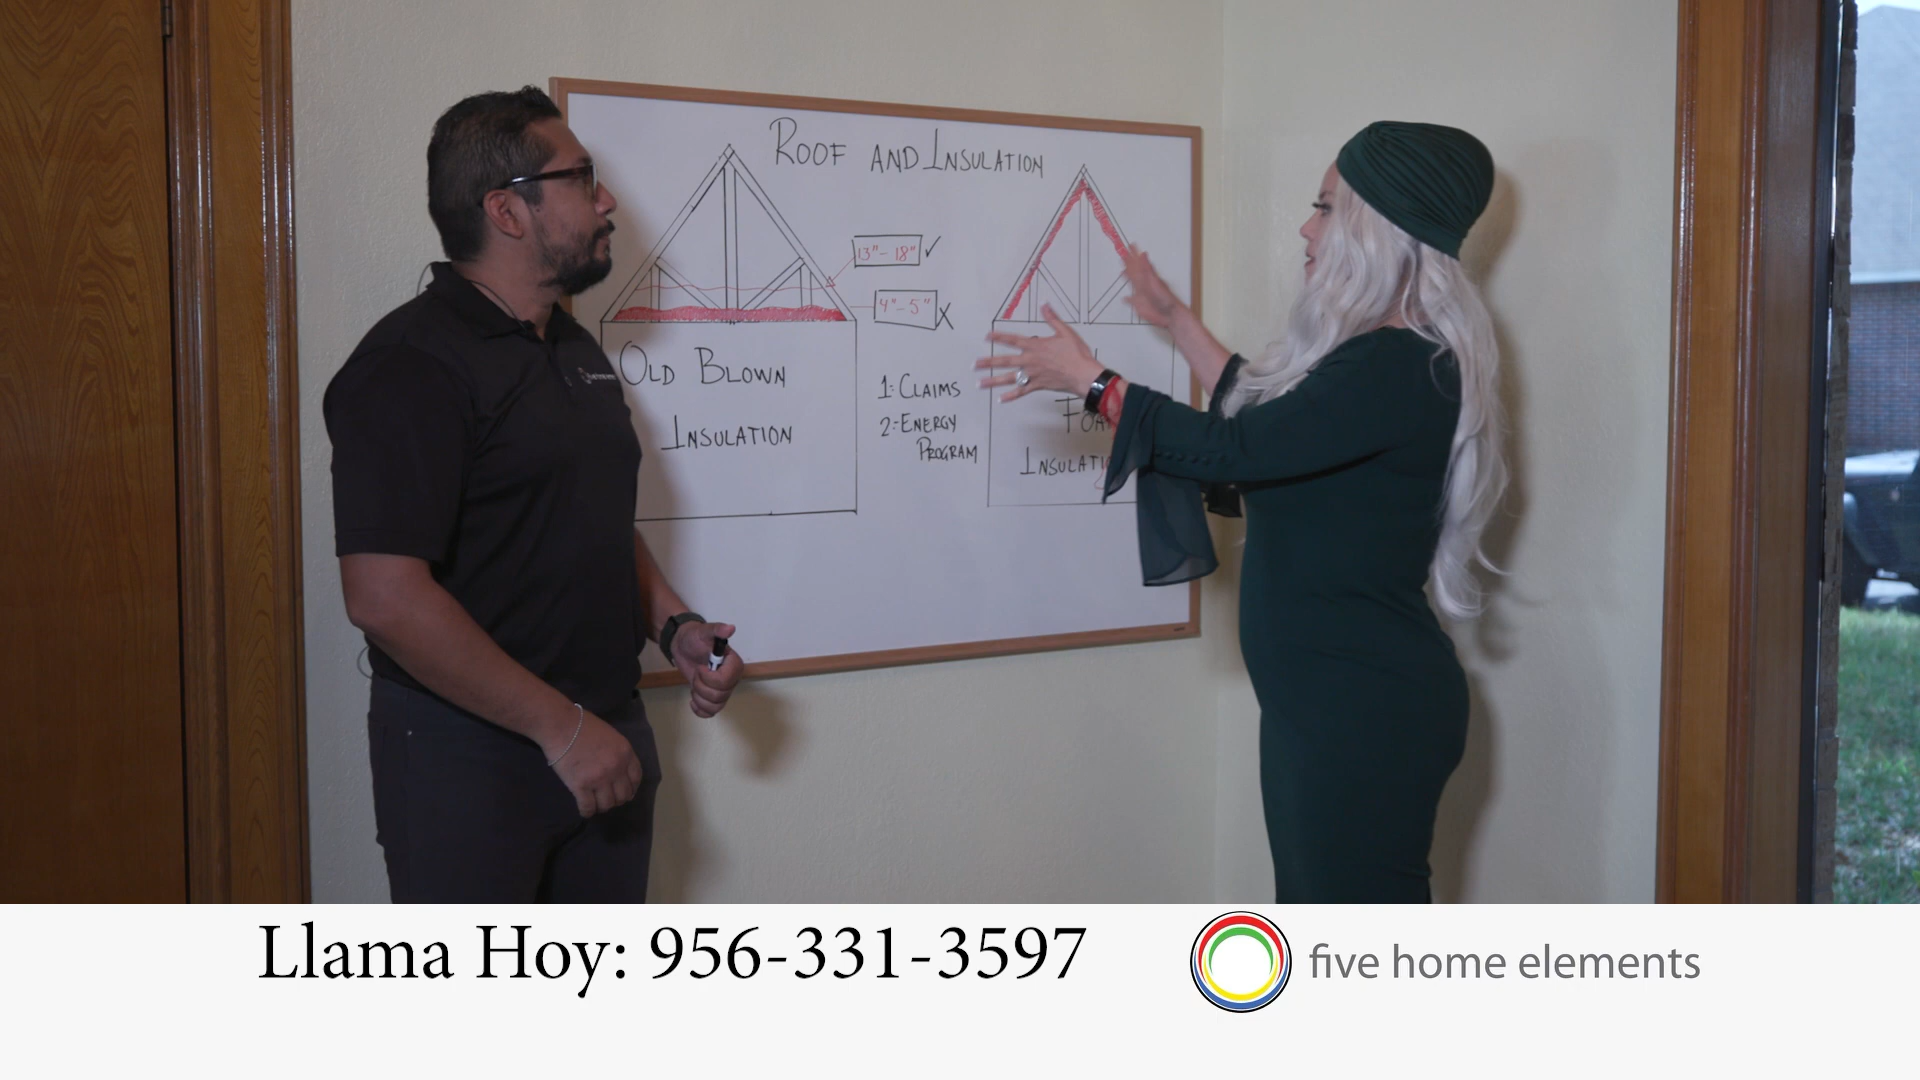 ROOF AND INSULATION
13"- 18" ✓
4"- 5" X
OLD BLOWN
INSULATION
1: CLAIMS
2: ENERGY
PROGRAM
Llama Hoy: 956-331-3597
five home elements